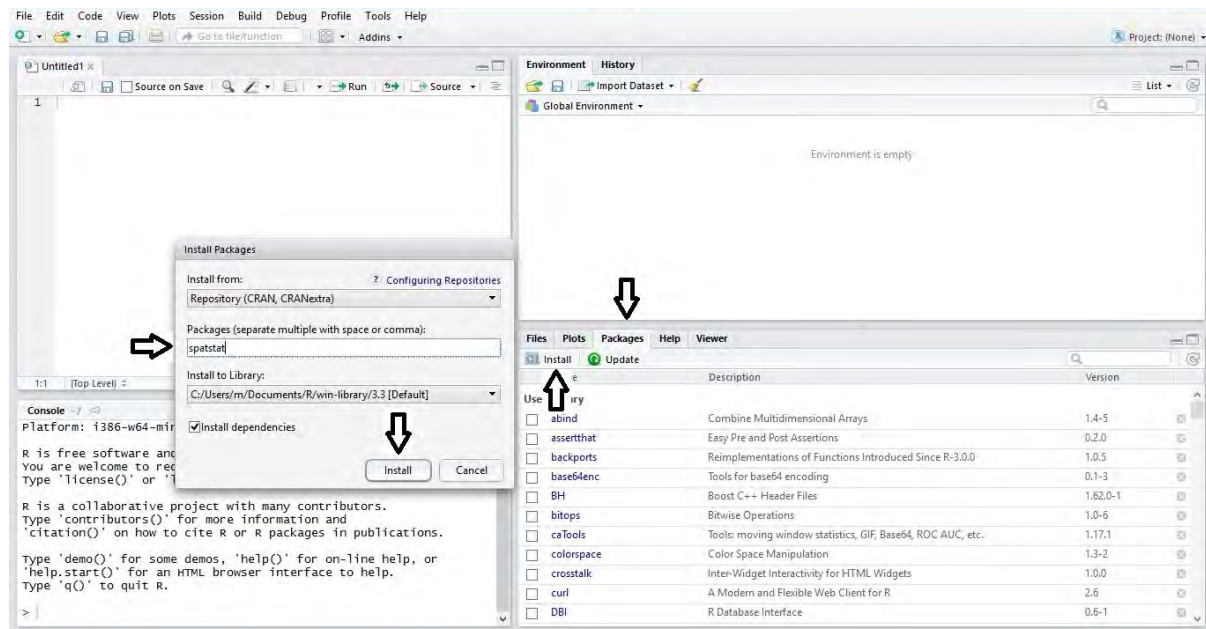 File Edit Code View Plots Session Build Debug Profile Tools Help
Go to file/function Addins Project: (None)
Untitled1
Source on Save Run Source
1
1:1 (Top Level)
Environment History
Import Dataset List
Global Environment
Environment is empty
Install Packages
Install from: ? Configuring Repositories
Repository (CRAN, CRANextra)
Packages (separate multiple with space or comma):
spatstat
Install to Library:
C:/Users/m/Documents/R/win-library/3.3 [Default]
Install dependencies
Install Cancel
Console ~/
Platform: i386-w64-mir
R is free software and
You are welcome to red
Type 'license()' or '
R is a collaborative project with many contributors.
Type 'contributors()' for more information and
'citation()' on how to cite R or R packages in publications.
Type 'demo()' for some demos, 'help()' for on-line help, or
'help.start()' for an HTML browser interface to help.
Type 'q()' to quit R.
>
Files Plots Packages Help Viewer
Install Update
Description Version
abind Combine Multidimensional Arrays 1.4-5
assertthat Easy Pre and Post Assertions 0.2.0
backports Reimplementations of Functions Introduced Since R-3.0.0 1.0.5
base64enc Tools for base64 encoding 0.1-3
BH Boost C++ Header Files 1.62.0-1
bitops Bitwise Operations 1.0-6
caTools Tools: moving window statistics, GIF, Base64, ROC AUC, etc. 1.17.1
colorspace Color Space Manipulation 1.3-2
crosstalk Inter-Widget Interactivity for HTML Widgets 1.0.0
curl A Modern and Flexible Web Client for R 2.6
DBI R Database Interface 0.6-1